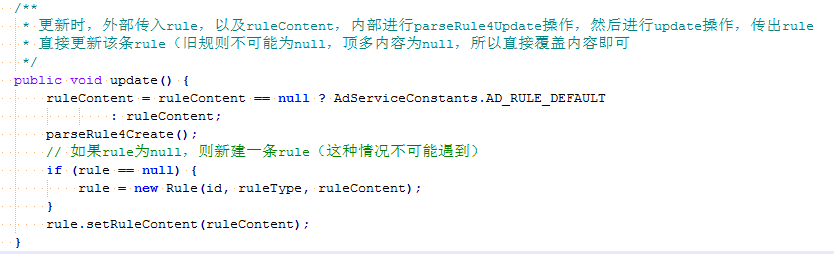 /**
 * 更新时，外部传入rule，以及ruleContent，内部进行parseRule4Update操作，然后进行update操作，传出rule
 * 直接更新该条rule（旧规则不可能为null，顶多内容为null，所以直接覆盖内容即可
 */
public void update() {
    ruleContent = ruleContent == null ? AdServiceConstants.AD_RULE_DEFAULT
            : ruleContent;
    parseRule4Create();
    // 如果rule为null，则新建一条rule（这种情况不可能遇到）
    if (rule == null) {
        rule = new Rule(id, ruleType, ruleContent);
    }
    rule.setRuleContent(ruleContent);
}